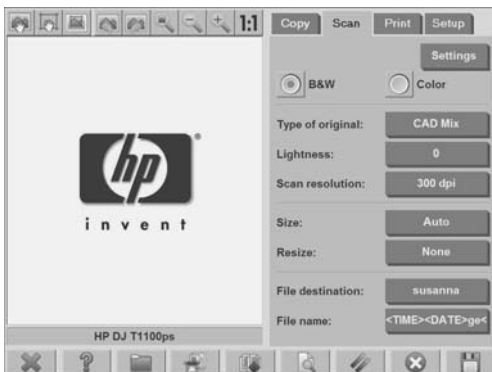 1:1
Copy Scan Print Setup
Settings
B&W Color
Type of original: CAD Mix
Lightness: 0
Scan resolution: 300 dpi
Size: Auto
Resize: None
File destination: susanna
File name: <TIME><DATE>ge<
hp
®
invent
HP DJ T1100ps